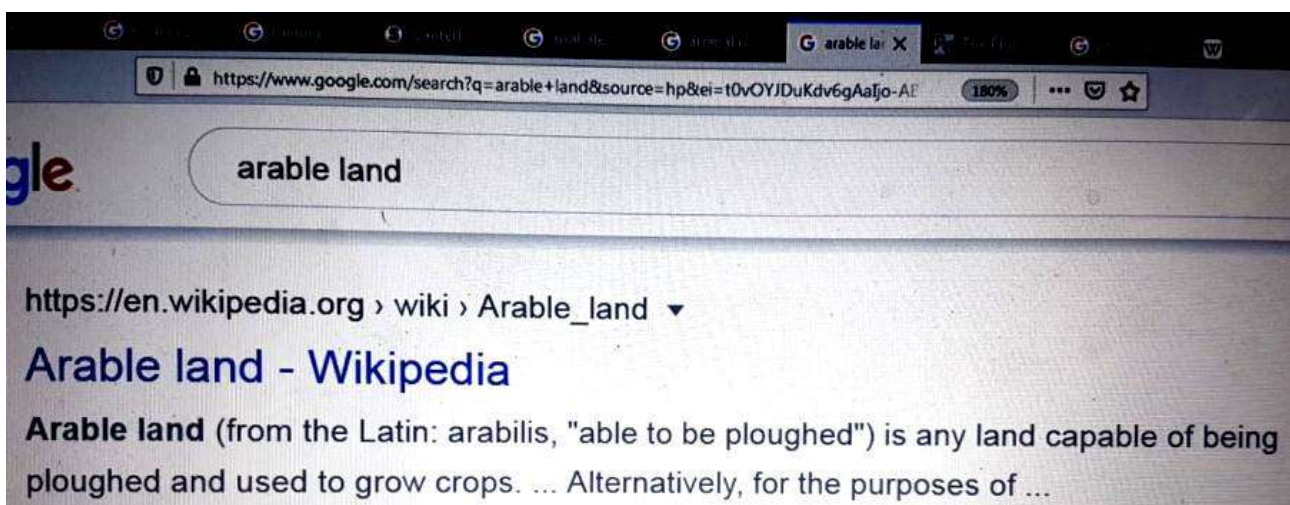 arable lar
https://www.google.com/search?q=arable+land&source=hp&ei=t0vOYJDuKdv6gAaIjo-AE 180%
gle
arable land
https://en.wikipedia.org › wiki › Arable_land
Arable land - Wikipedia
Arable land (from the Latin: arabilis, "able to be ploughed") is any land capable of being
ploughed and used to grow crops. ... Alternatively, for the purposes of ...